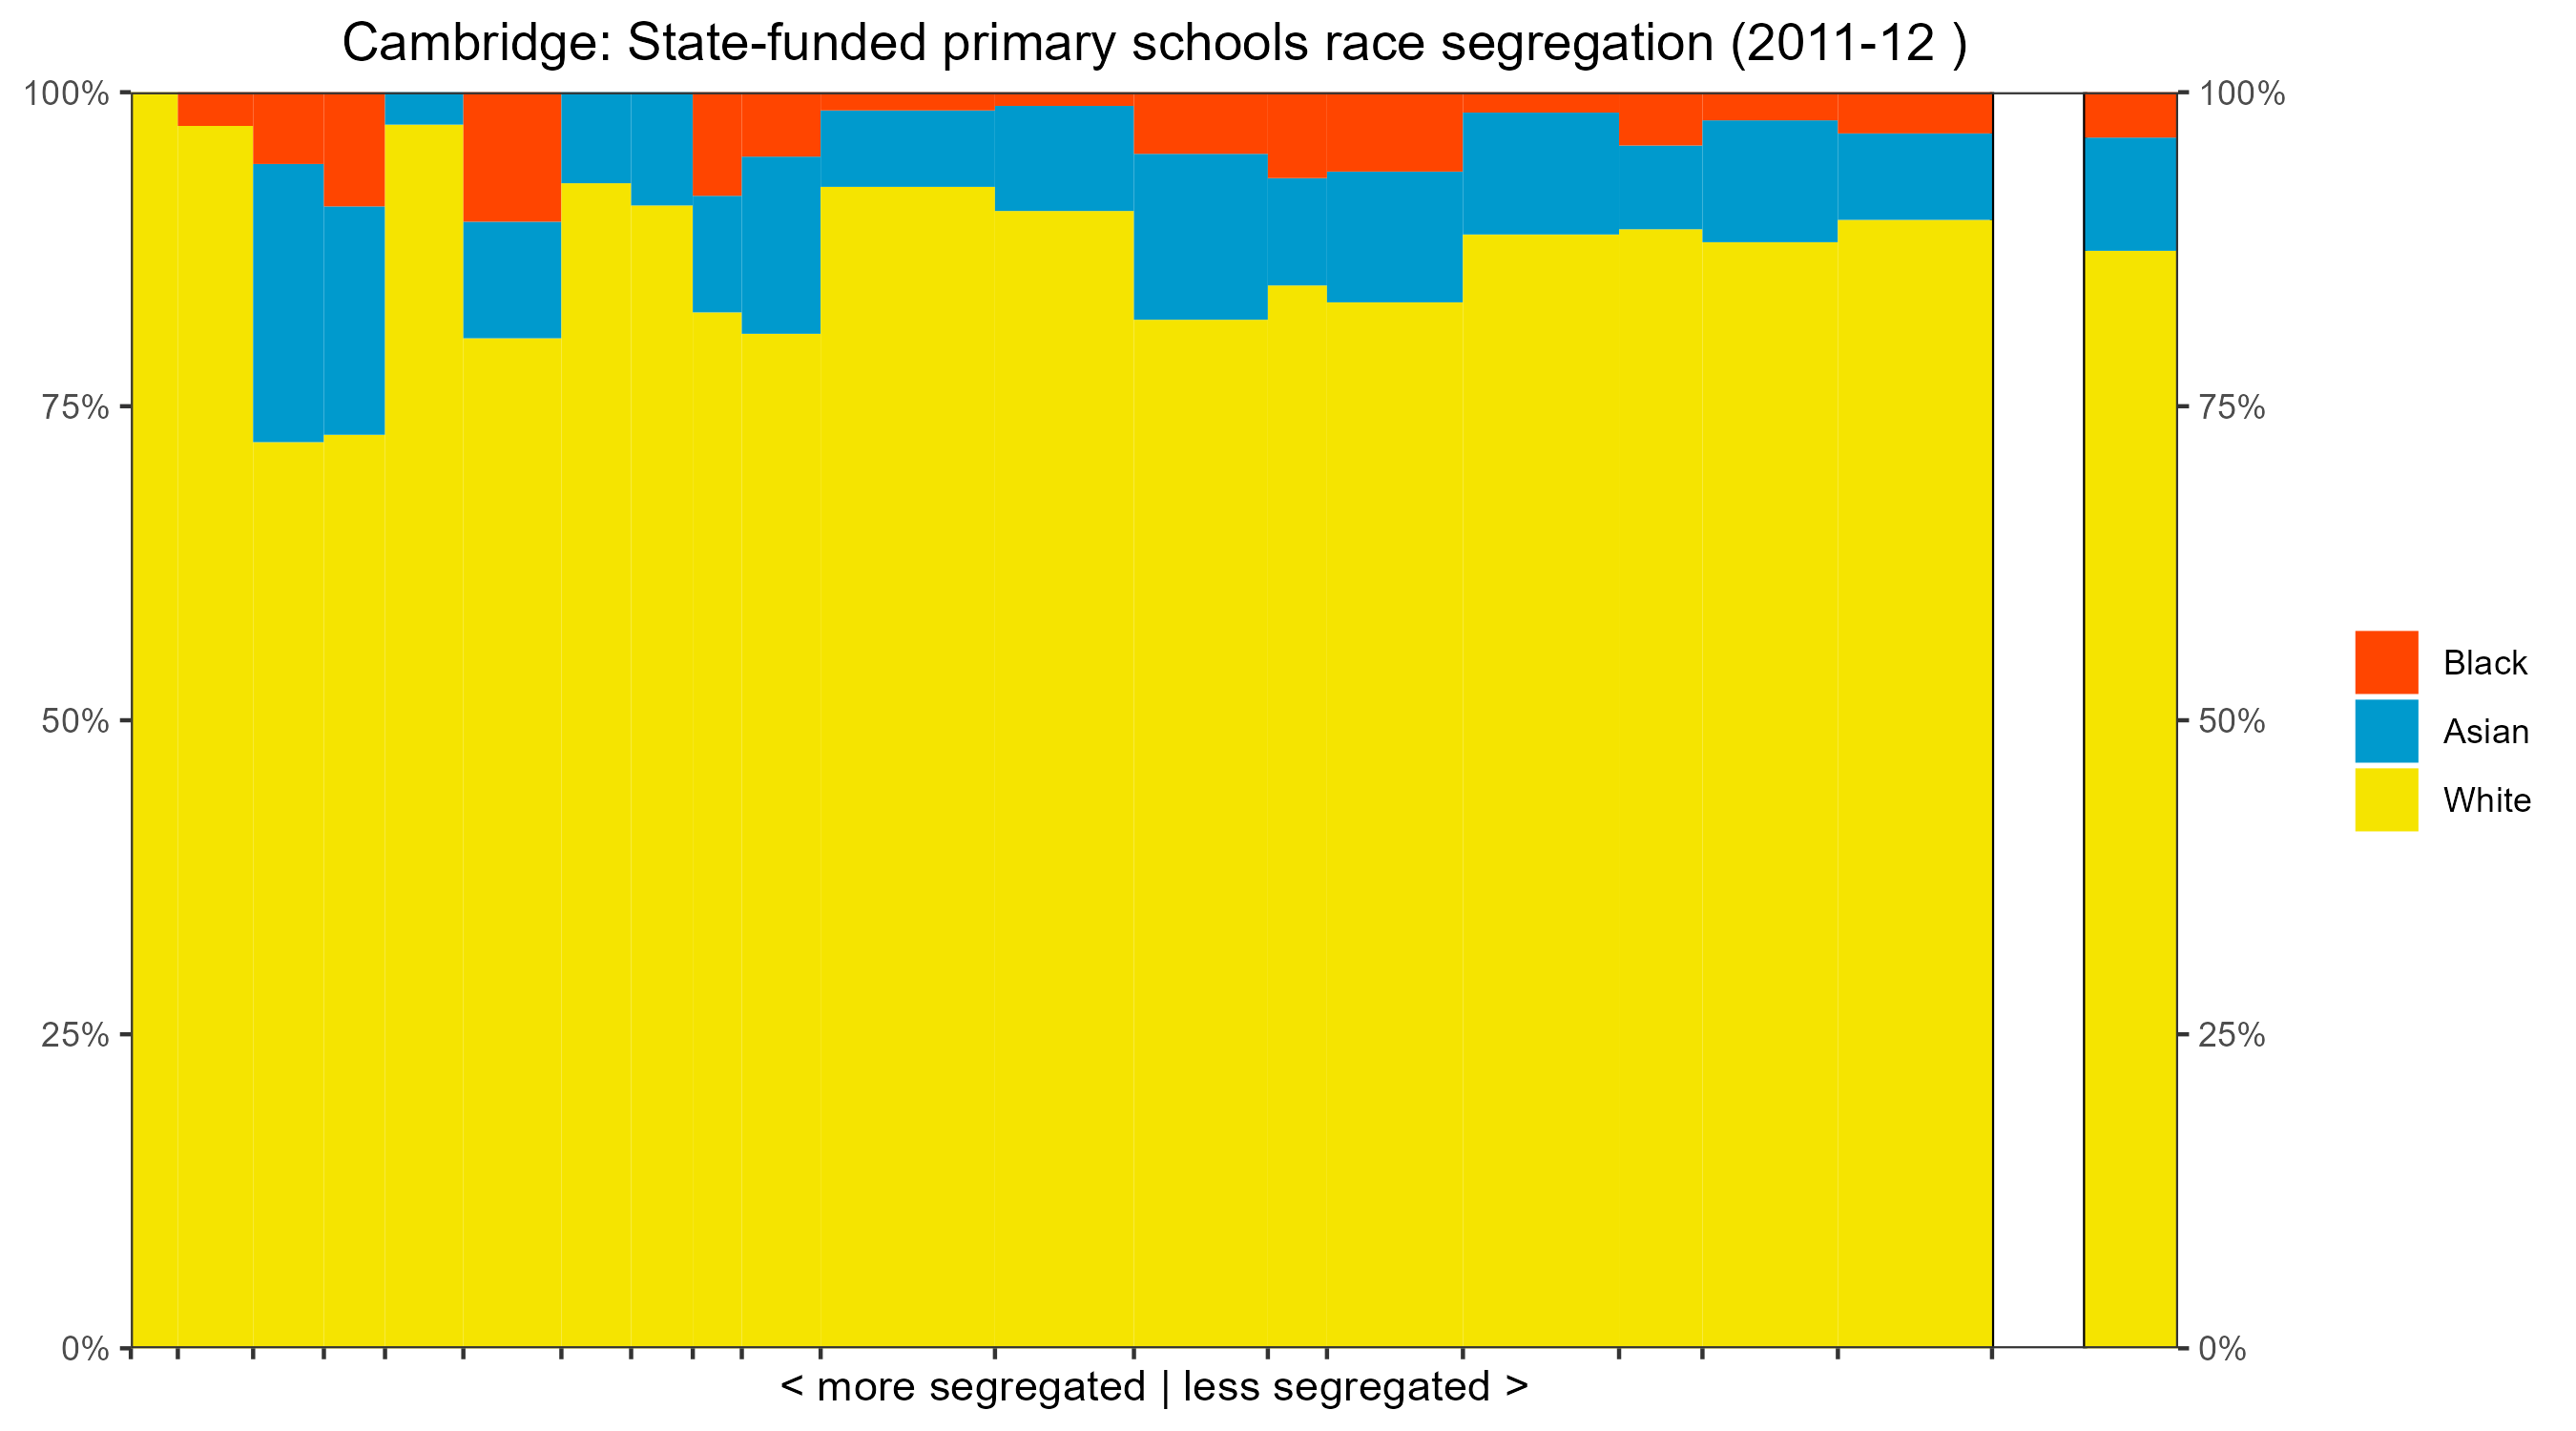 Cambridge: State-funded primary schools race segregation (2011-12 )
100%
75%
50%
25%
0%
100%
75%
50%
25%
0%
Black
Asian
White
< more segregated | less segregated >